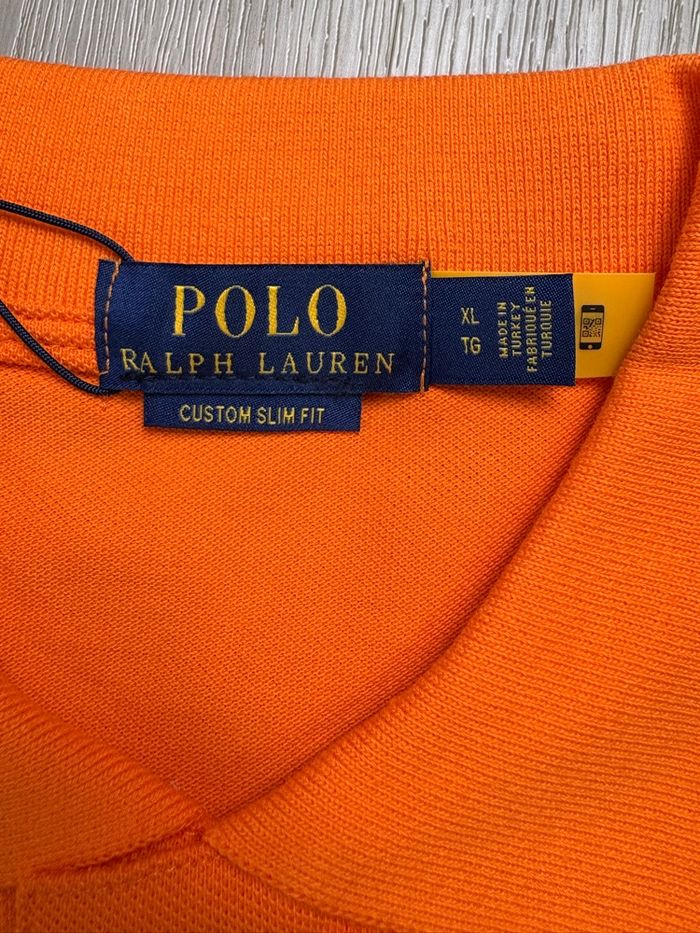 POLO
RALPH LAUREN
CUSTOM SLIM FIT
XL
TG
MADE IN
TURKEY
FABRIQUÉ EN
TURQUIE